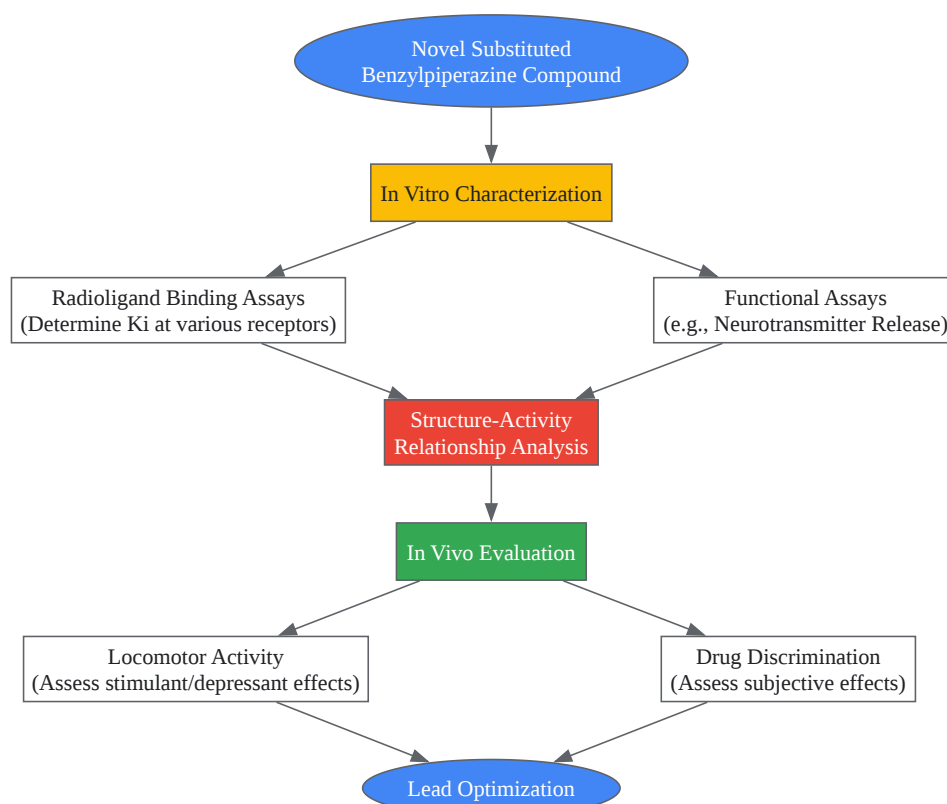 Novel Substituted
Benzylpiperazine Compound
In Vitro Characterization
Radioligand Binding Assays
(Determine Ki at various receptors)
Functional Assays
(e.g., Neurotransmitter Release)
Structure-Activity
Relationship Analysis
In Vivo Evaluation
Locomotor Activity
(Assess stimulant/depressant effects)
Drug Discrimination
(Assess subjective effects)
Lead Optimization